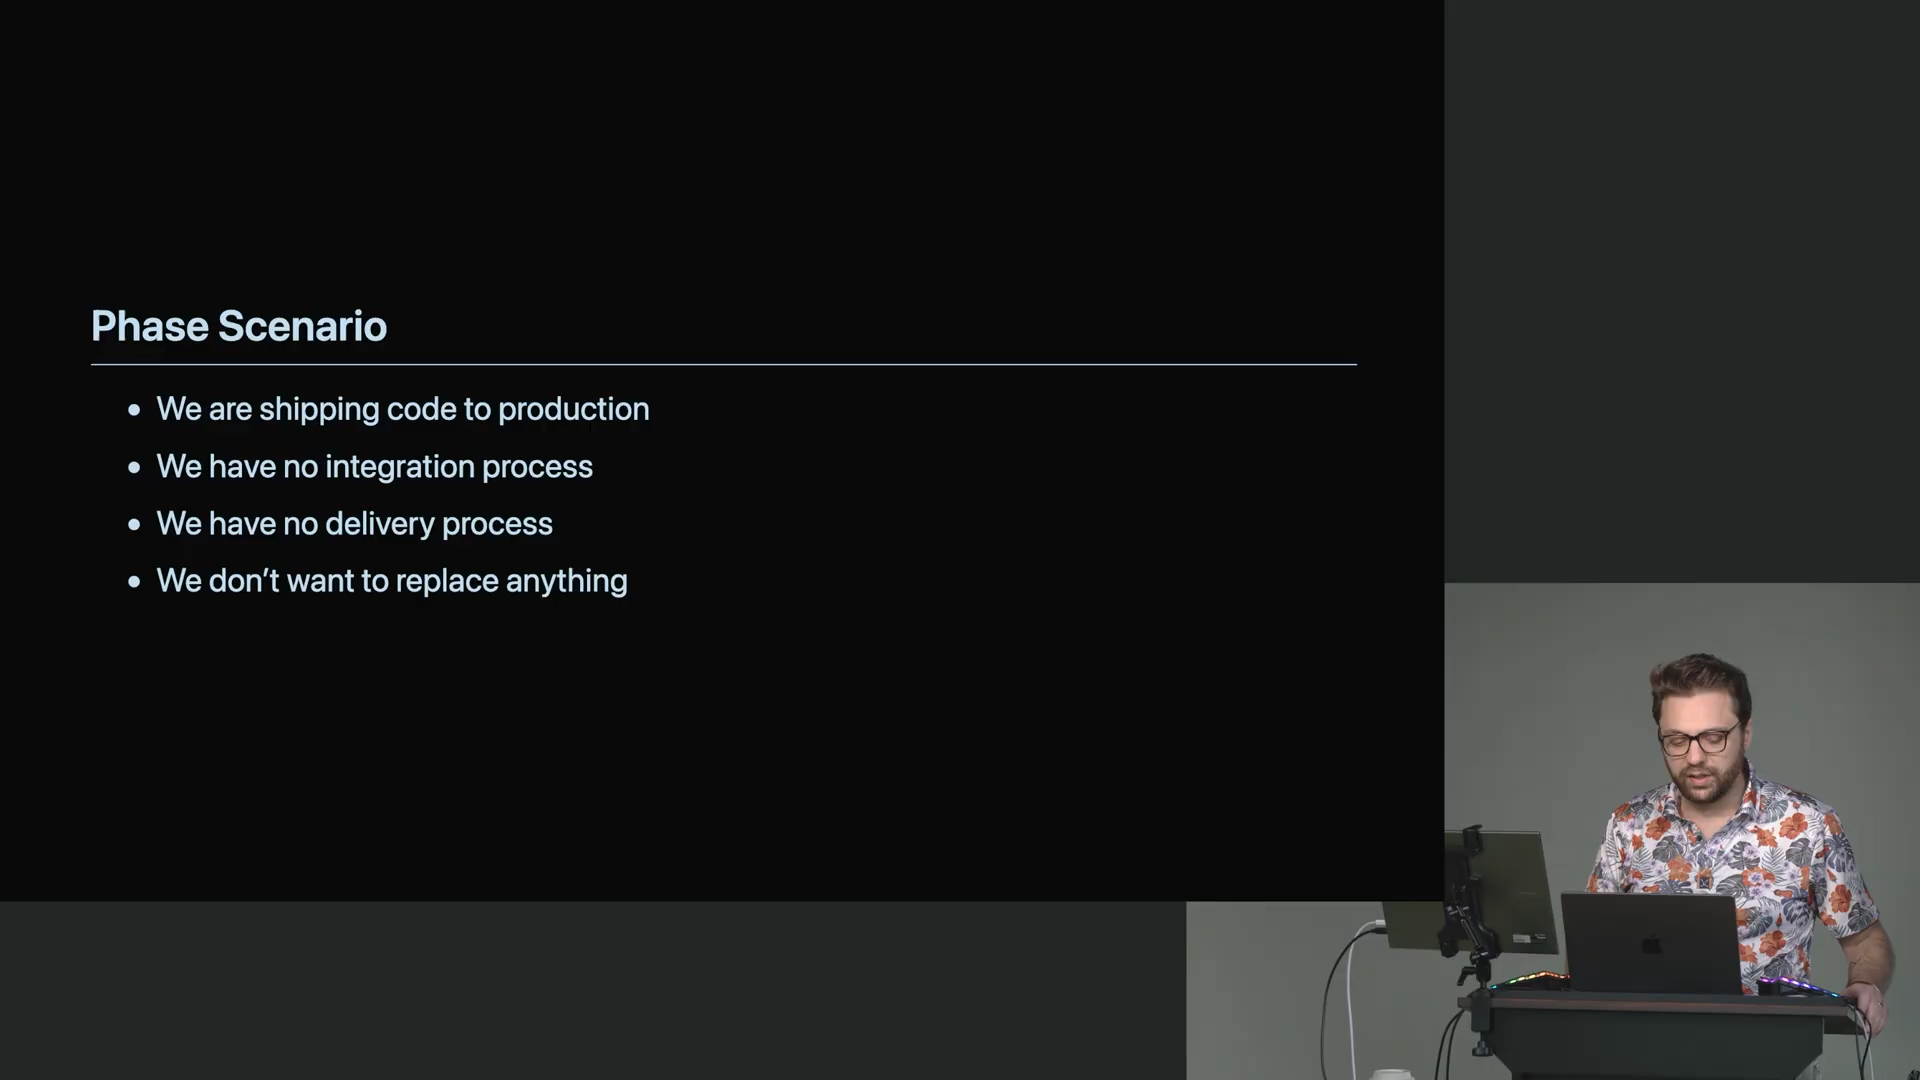 Phase Scenario
• We are shipping code to production
• We have no integration process
• We have no delivery process
• We don’t want to replace anything